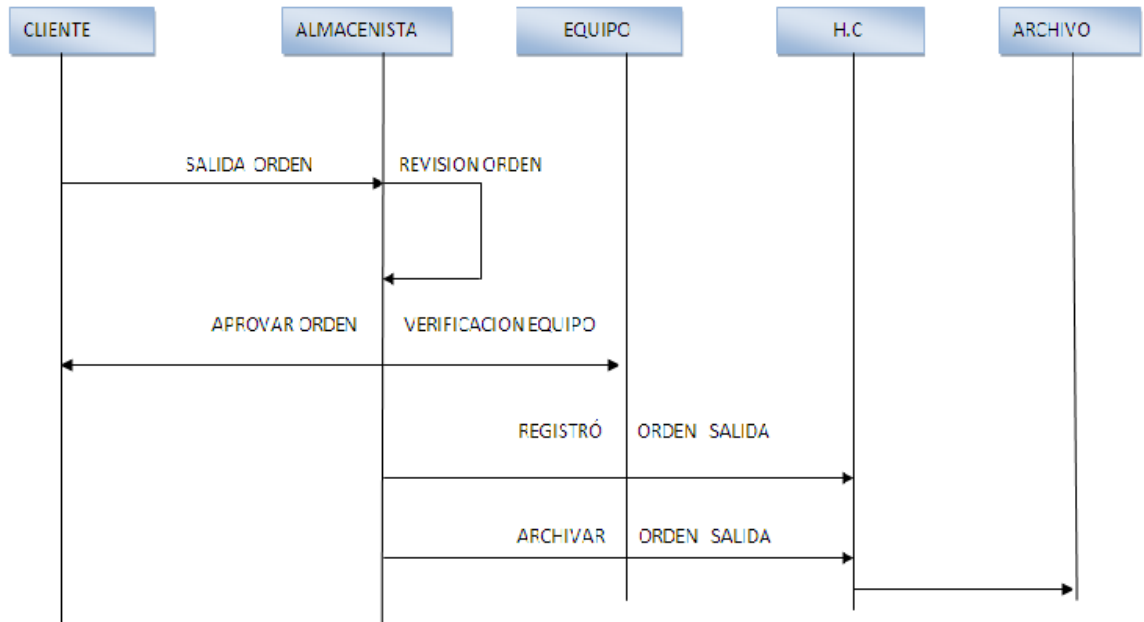 CLIENTE
ALMACENISTA
EQUIPO
H.C
ARCHIVO
SALIDA ORDEN
REVISION ORDEN
APROVAR ORDEN
VERIFICACION EQUIPO
REGISTRÓ ORDEN SALIDA
ARCHIVAR ORDEN SALIDA